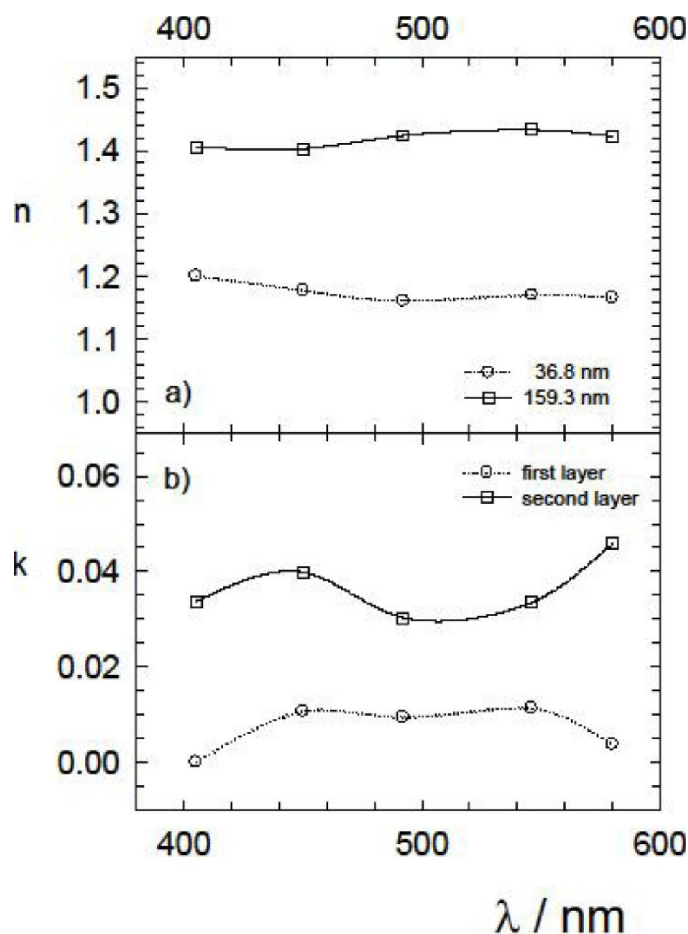 400 500 600
1.5
1.4
n 1.3
1.2
1.1
1.0
a)
36.8 nm
159.3 nm
b)
first layer
second layer
0.06
k 0.04
0.02
0.00
400 500 600
λ / nm